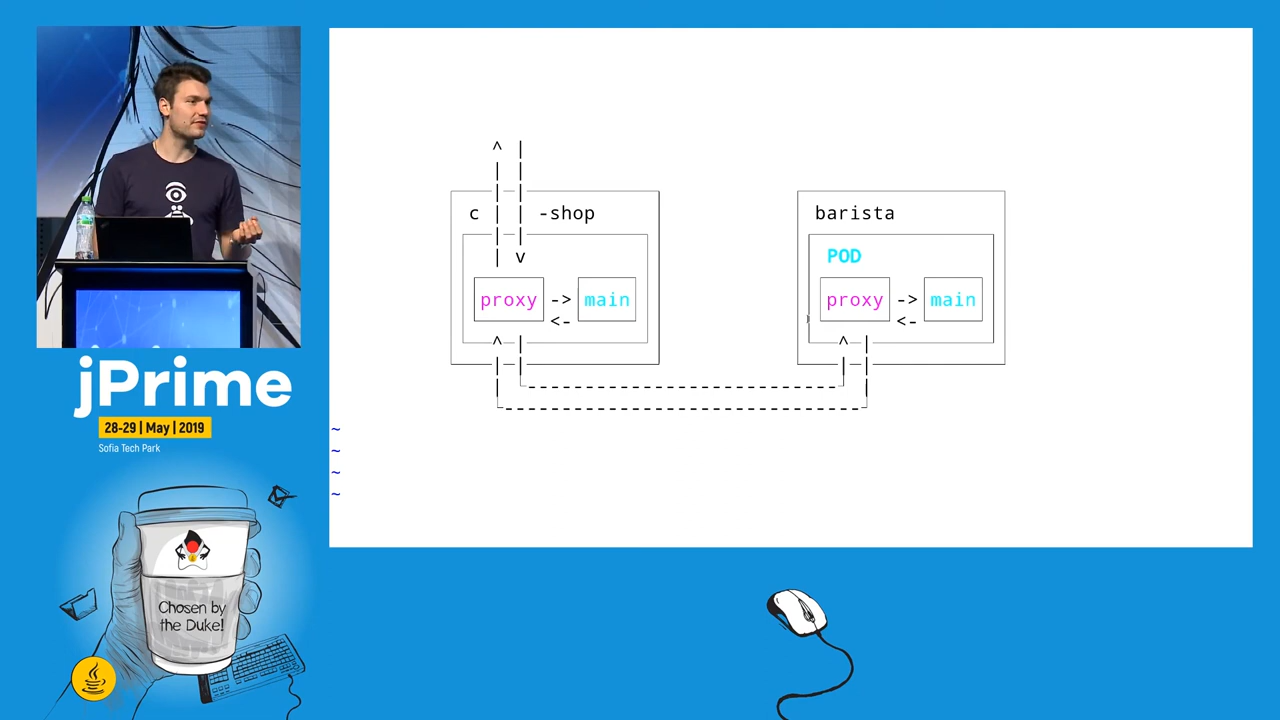 c -shop
barista
POD
proxy -> main
<-
proxy -> main
<-
~
~
~
~
jPrime
28-29 | May | 2019
Sofia Tech Park
Chosen by
the Duke!